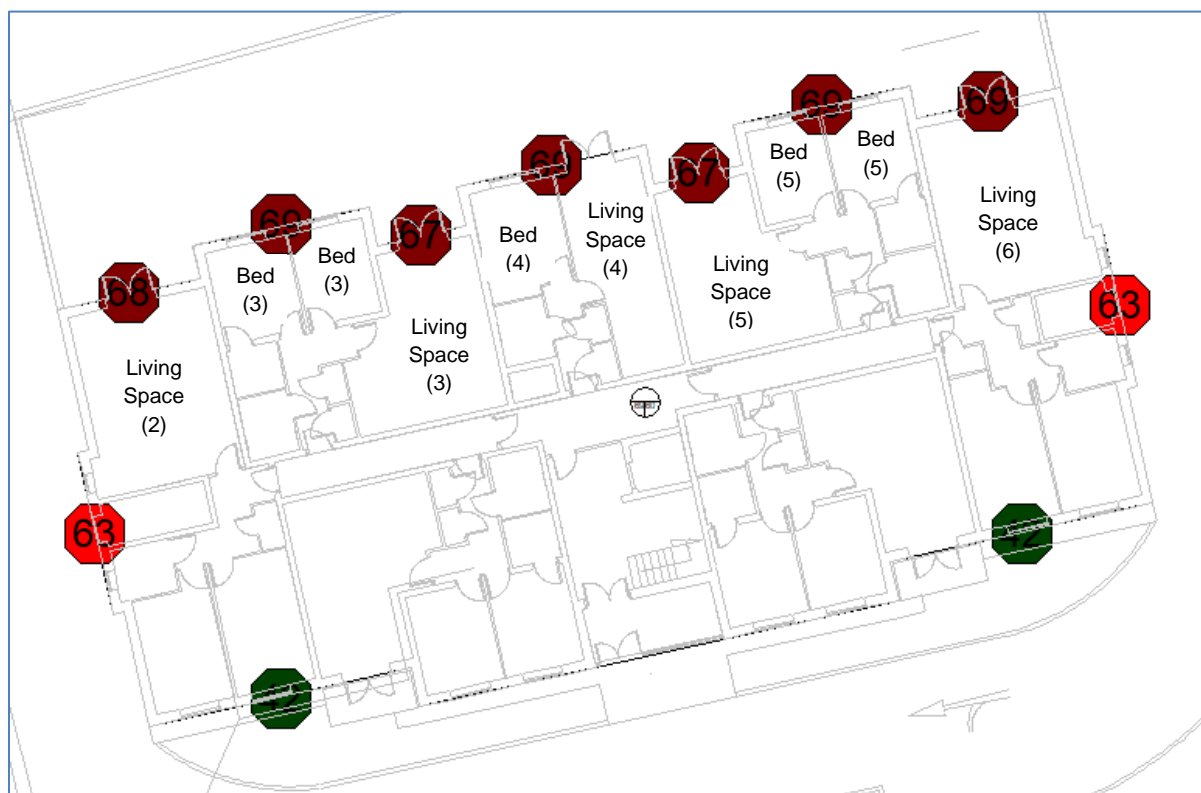 69
69
Bed
(5)
Bed
(5)
69
67
Living
Space
(6)
69
67
Living
Space
(4)
Bed
(4)
Bed
(3)
Bed
(3)
68
Living
Space
(5)
63
Living
Space
(3)
Living
Space
(2)
63
42
42